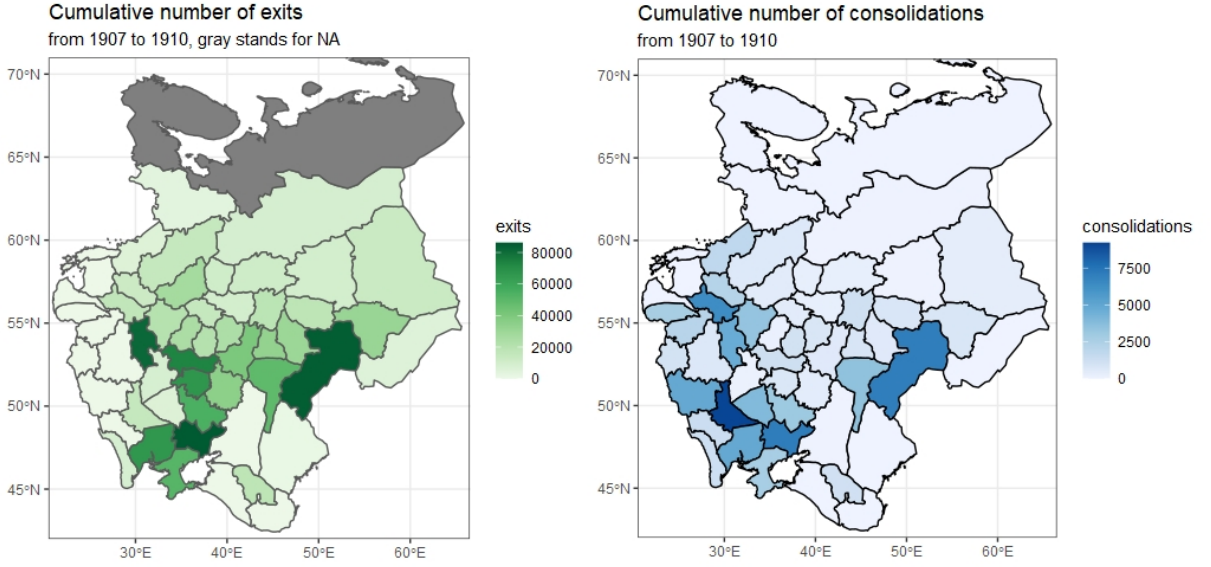 Cumulative number of exits
from 1907 to 1910, gray stands for NA
70°N
65°N
60°N
55°N
50°N
45°N
30°E
40°E
50°E
60°E
exits
80000
60000
40000
20000
0
Cumulative number of consolidations
from 1907 to 1910
70°N
65°N
60°N
55°N
50°N
45°N
30°E
40°E
50°E
60°E
consolidations
7500
5000
2500
0